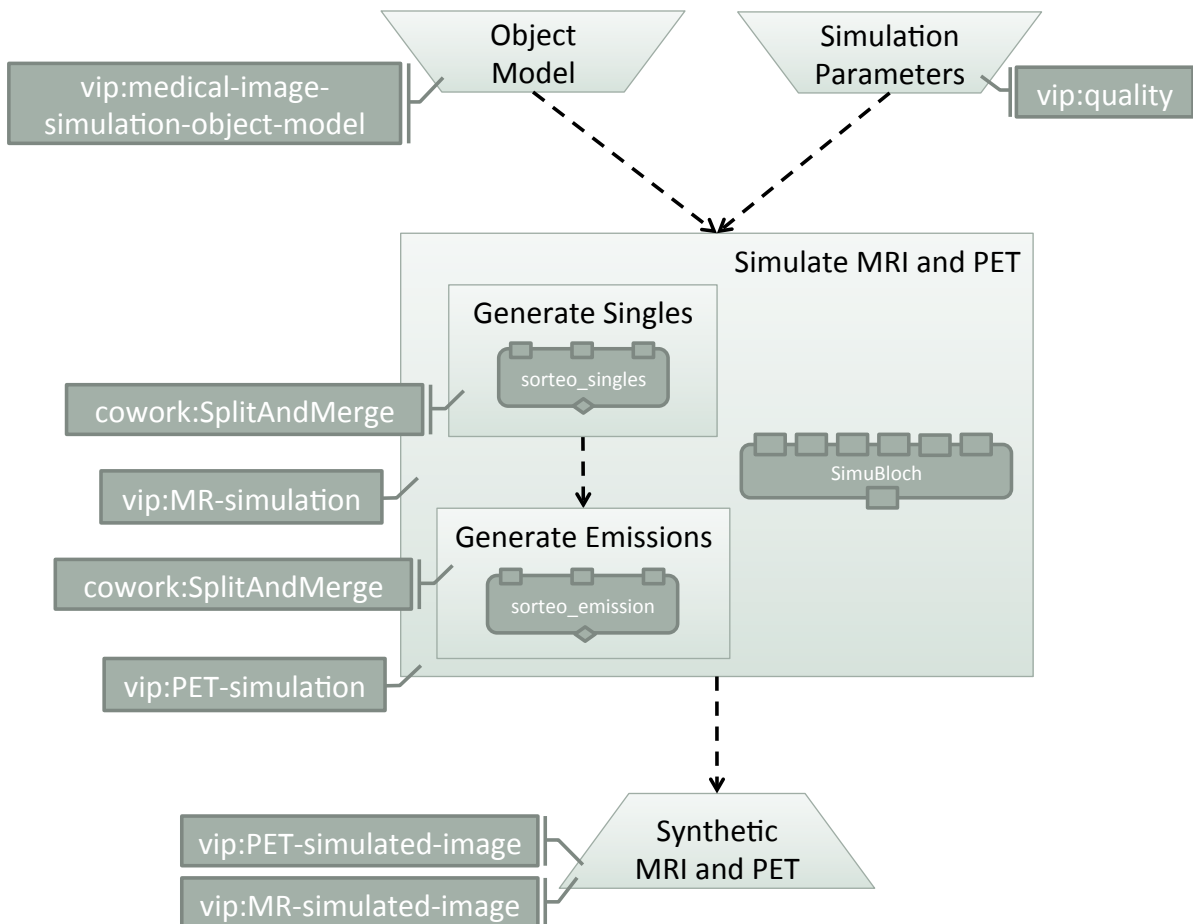 Object
Model
Simulation
Parameters
vip:medical-image-
simulation-object-model
vip:quality
Simulate MRI and PET
Generate Singles
sorteo_singles
cowork:SplitAndMerge
SimuBloch
vip:MR-simulation
Generate Emissions
cowork:SplitAndMerge
sorteo_emission
vip:PET-simulation
Synthetic
MRI and PET
vip:PET-simulated-image
vip:MR-simulated-image